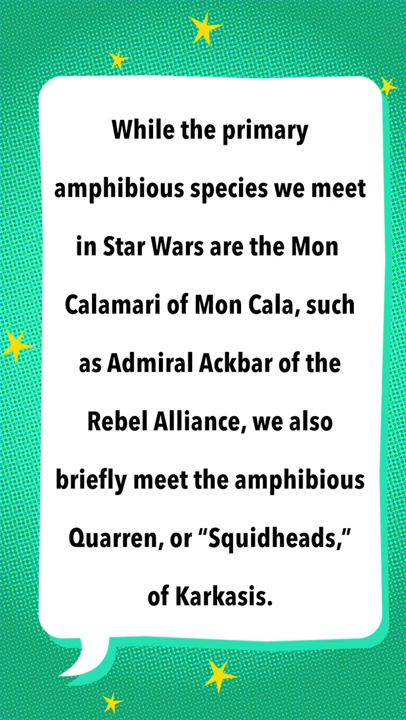 While the primary
amphibious species we meet
in Star Wars are the Mon
Calamari of Mon Cala, such
as Admiral Ackbar of the
Rebel Alliance, we also
briefly meet the amphibious
Quarren, or “Squidheads,”
of Karkasis.